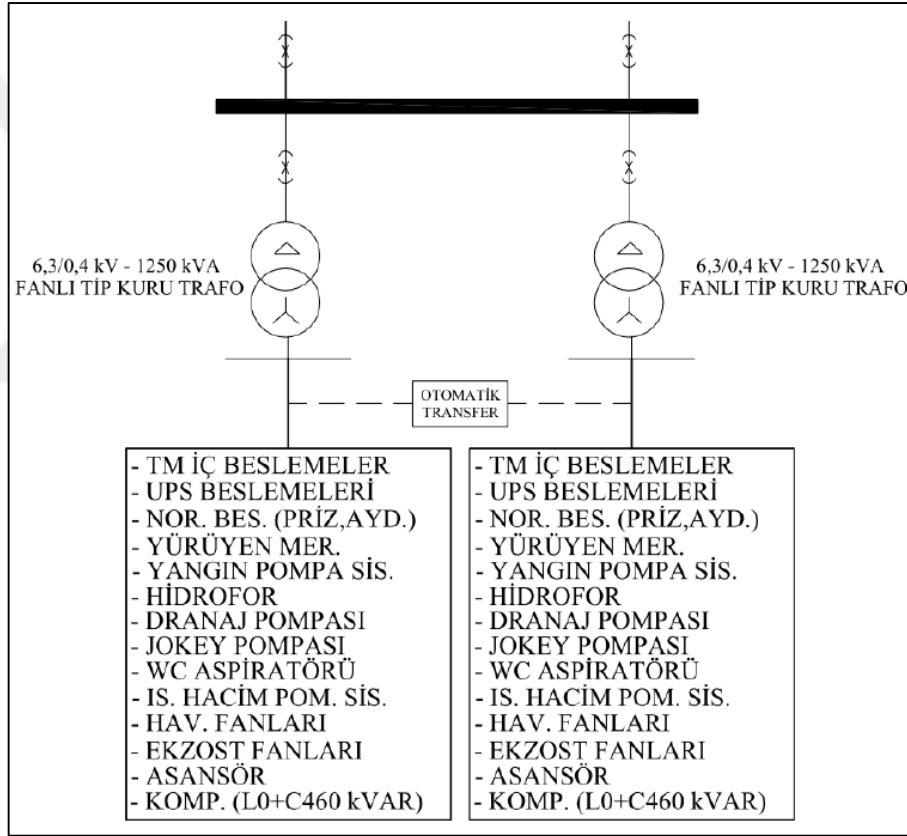 6,3/0,4 kV - 1250 kVA
FANLI TİP KURU TRAFO
6,3/0,4 kV - 1250 kVA
FANLI TİP KURU TRAFO
OTOMATİK
TRANSFER
- TM İÇ BESLEMELER
- UPS BESLEMELERİ
- NOR. BES. (PRİZ,AYD.)
- YÜRÜYEN MER.
- YANGIN POMPA SİS.
- HİDROFOR
- DRANAJ POMPASI
- JOKEY POMPASI
- WC ASPİRATÖRÜ
- IS. HACİM POM. SİS.
- HAV. FANLARI
- EKZOST FANLARI
- ASANSÖR
- KOMP. (L0+C460 kVAR)
- TM İÇ BESLEMELER
- UPS BESLEMELERİ
- NOR. BES. (PRİZ,AYD.)
- YÜRÜYEN MER.
- YANGIN POMPA SİS.
- HİDROFOR
- DRANAJ POMPASI
- JOKEY POMPASI
- WC ASPİRATÖRÜ
- IS. HACİM POM. SİS.
- HAV. FANLARI
- EKZOST FANLARI
- ASANSÖR
- KOMP. (L0+C460 kVAR)